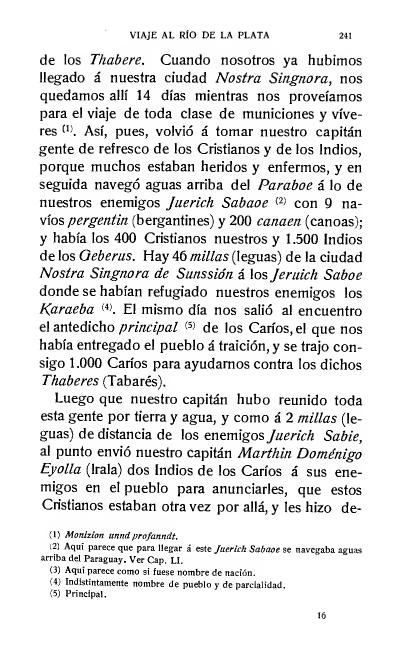 VIAJE AL RÍO DE LA PLATA 241
de los Thabere. Cuando nosotros ya hubimos
llegado á nuestra ciudad Nostra Singnora, nos
quedamos allí 14 días mientras nos proveíamos
para el viaje de toda clase de municiones y víve-
res (1). Así, pues, volvió á tomar nuestro capitán
gente de refresco de los Cristianos y de los Indios,
porque muchos estaban heridos y enfermos, y en
seguida navegó aguas arriba del Paraboe á lo de
nuestros enemigos Juerich Sabaoe (2) con 9 na-
víos pergentin (bergantines) y 200 canaen (canoas);
y había los 400 Cristianos nuestros y 1.500 Indios
de los Geberus. Hay 46 millas (leguas) de la ciudad
Nostra Singnora de Sunssión á los Jeruich Saboe
donde se habían refugiado nuestros enemigos los
Karaeba (4). El mismo día nos salió al encuentro
el antedicho principal (5) de los Caríos, el que nos
había entregado el pueblo á traición, y se trajo con-
sigo 1.000 Caríos para ayudarnos contra los dichos
Thaberes (Tabarés).
Luego que nuestro capitán hubo reunido toda
esta gente por tierra y agua, y como á 2 millas (le-
guas) de distancia de los enemigos Juerich Sabie,
al punto envió nuestro capitán Marthin Doménigo
Eyolla (Irala) dos Indios de los Caríos á sus ene-
migos en el pueblo para anunciarles, que estos
Cristianos estaban otra vez por allá, y les hizo de-
(1) Monizion unnd profanndt.
(2) Aquí parece que para llegar á este Juerich Sabaoe se navegaba aguas
arriba del Paraguay. Ver Cap. LI.
(3) Aquí parece como si fuese nombre de nación.
(4) Indistintamente nombre de pueblo y de parcialidad.
(5) Principal.
16